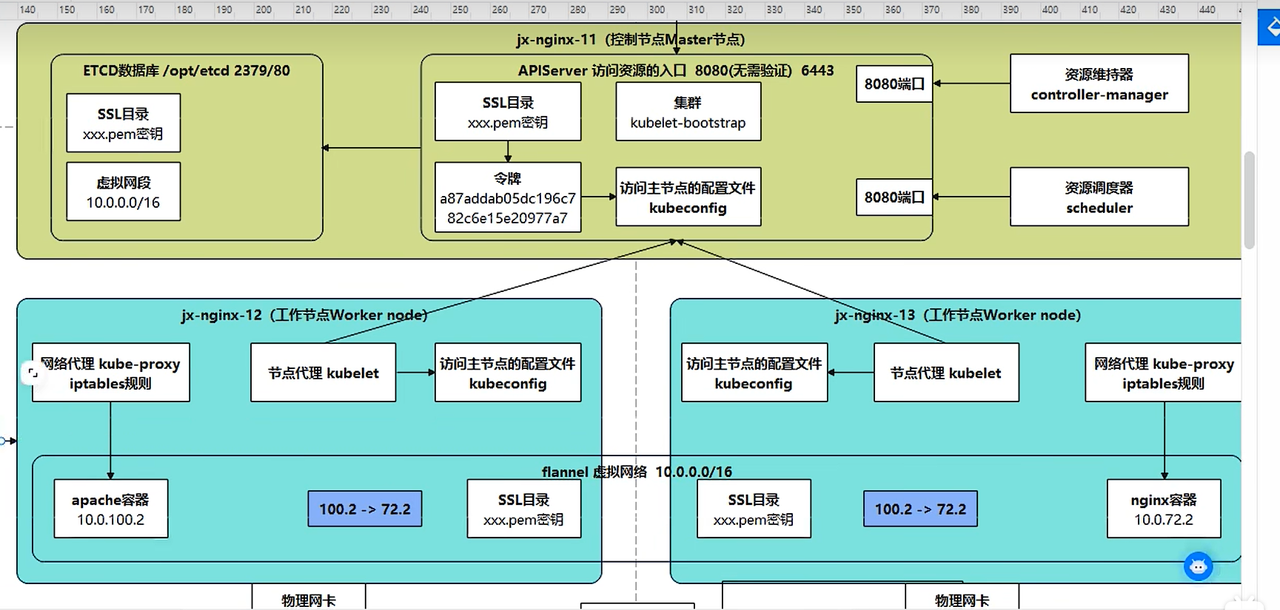 140 150 160 170 180 190 200 210 220 230 240 250 260 270 280 290 300 310 320 330 340 350 360 370 380 390 400 410 420 430 440
jx-nginx-11（控制节点Master节点）
ETCD数据库 /opt/etcd 2379/80
SSL目录
xxx.pem密钥
虚拟网段
10.0.0.0/16
APIServer 访问资源的入口 8080(无需验证) 6443
SSL目录
xxx.pem密钥
集群
kubelet-bootstrap
令牌
a87addab05dc196c7
82c6e15e20977a7
访问主节点的配置文件
kubeconfig
8080端口
8080端口
资源维持器
controller-manager
资源调度器
scheduler
jx-nginx-12（工作节点Worker node）
网络代理 kube-proxy
iptables规则
节点代理 kubelet
访问主节点的配置文件
kubeconfig
jx-nginx-13（工作节点Worker node）
访问主节点的配置文件
kubeconfig
节点代理 kubelet
网络代理 kube-proxy
iptables规则
flannel 虚拟网络 10.0.0.0/16
apache容器
10.0.100.2
100.2 -> 72.2
SSL目录
xxx.pem密钥
SSL目录
xxx.pem密钥
100.2 -> 72.2
nginx容器
10.0.72.2
物理网卡
物理网卡